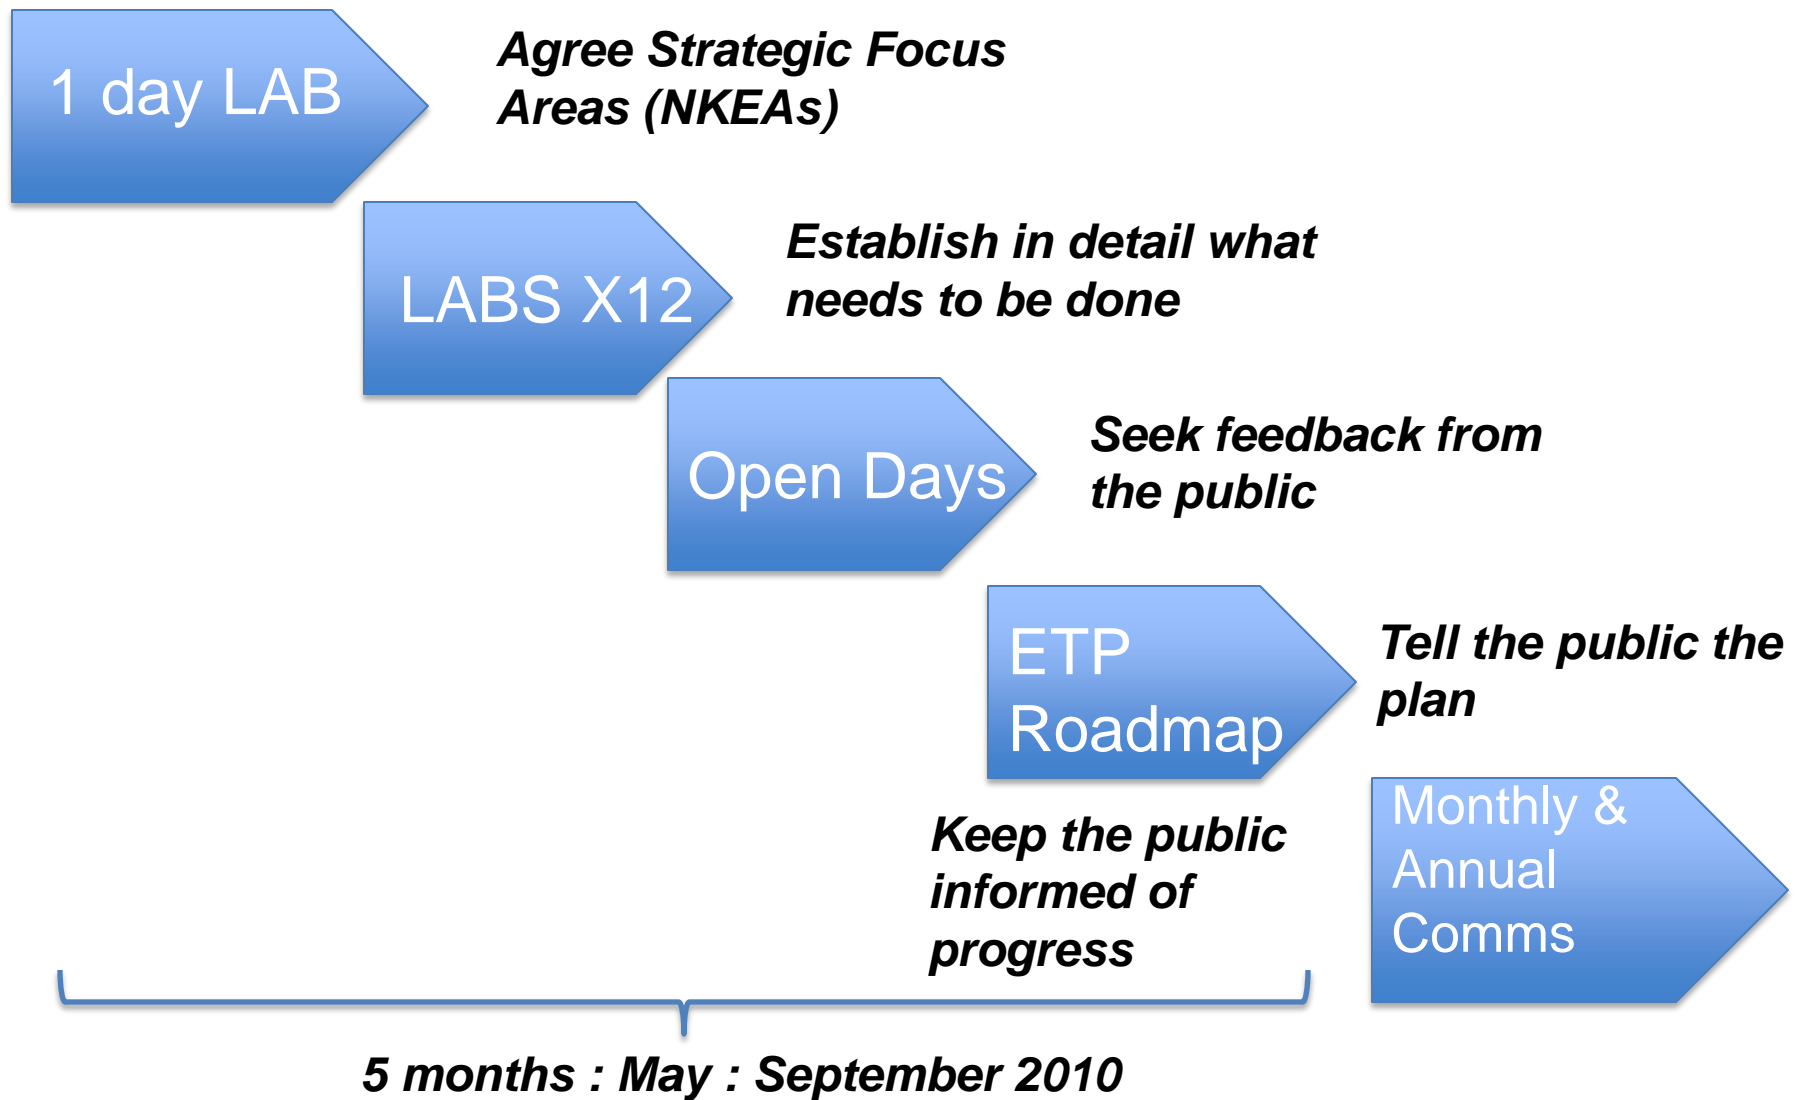 1 day LAB
Agree Strategic Focus
Areas (NKEAs)
LABS X12
Establish in detail what
needs to be done
Open Days
Seek feedback from
the public
ETP
Roadmap
Tell the public the
plan
Monthly &
Annual
Comms
Keep the public
informed of
progress
5 months : May : September 2010